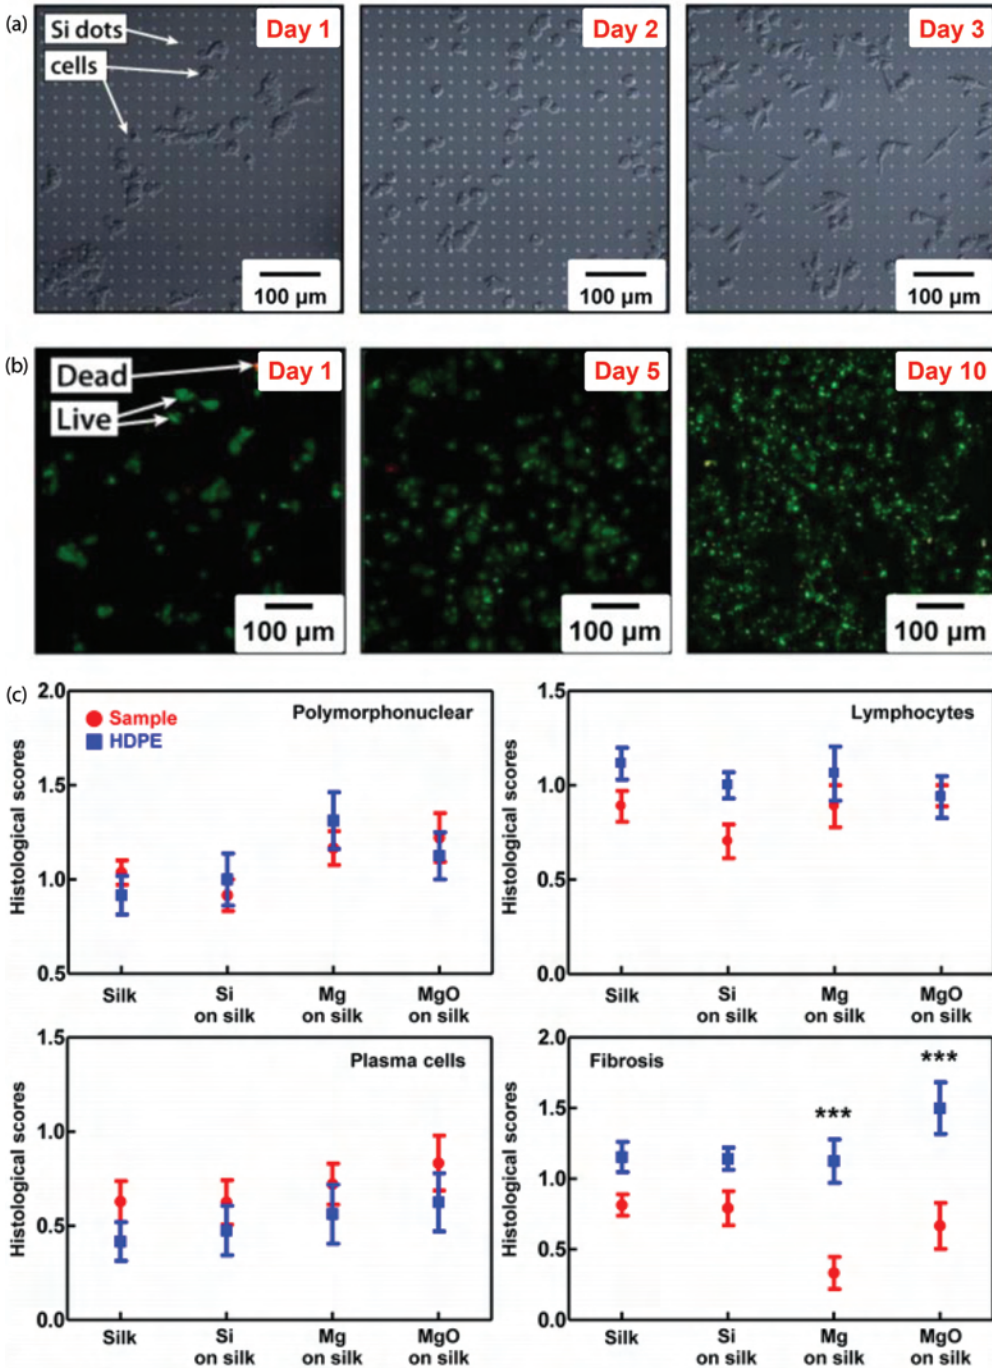 (a)
Si dots
cells
Day 1
100 µm
Day 2
100 µm
Day 3
100 µm
(b)
Dead
Live
Day 1
100 µm
Day 5
100 µm
Day 10
100 µm
(c)
Histological scores
2.0
1.5
1.0
0.5
Sample
HDPE
Polymorphonuclear
Silk
Si
on silk
Mg
on silk
MgO
on silk
Histological scores
1.5
1.0
0.5
0.0
Lymphocytes
Silk
Si
on silk
Mg
on silk
MgO
on silk
Histological scores
1.5
1.0
0.5
0.0
Plasma cells
Silk
Si
on silk
Mg
on silk
MgO
on silk
Histological scores
2.0
1.5
1.0
0.5
0.0
Fibrosis
***
***
Silk
Si
on silk
Mg
on silk
MgO
on silk